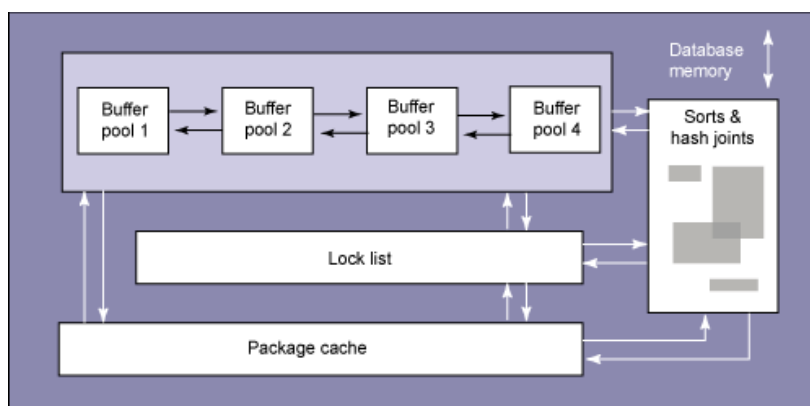 Database
memory
Buffer
pool 1
Buffer
pool 2
Buffer
pool 3
Buffer
pool 4
Sorts &
hash joints
Lock list
Package cache